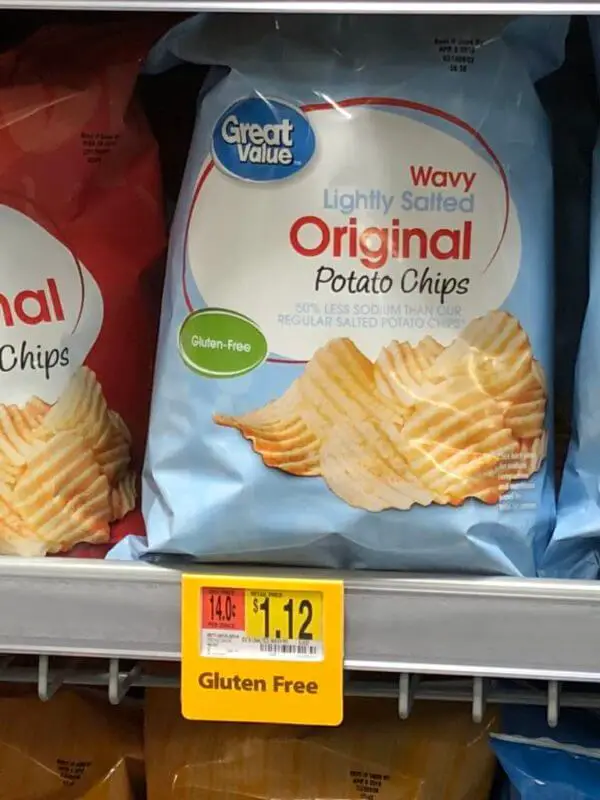 Great
Value
Wavy
Lightly Salted
Original
Potato Chips
50% LESS SODIUM THAN OUR
REGULAR SALTED POTATO CHIPS
Gluten-Free
nal
Chips
14.0¢
$1.12
Gluten Free